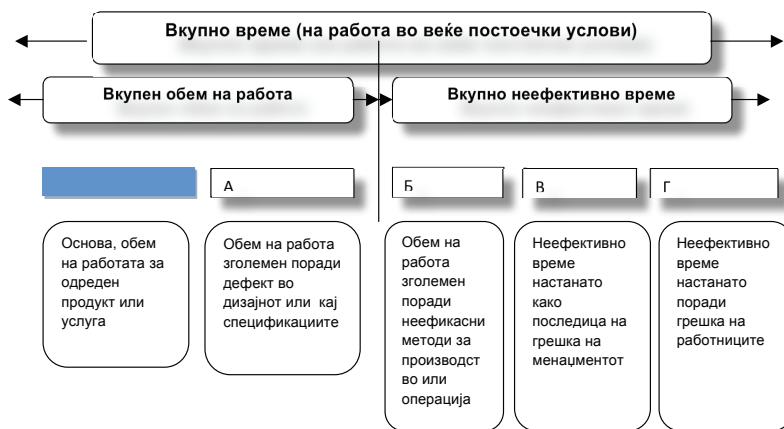 Вкупно време (на работа во веќе постоечки услови)
Вкупен обем на работа
Вкупно неефективно време
А
Б
В
Г
Основа, обем
на работата за
одреден
продукт или
услуга
Обем на работа
зголемен поради
дефект во
дизајнот или кај
спецификациите
Обем на
работа
зголемен
поради
неефикасни
методи за
производст
во или
операција
Неефективно
време
настанато
како
последица на
грешка на
менаџментот
Неефективно
време
настанато
поради
грешка на
работниците